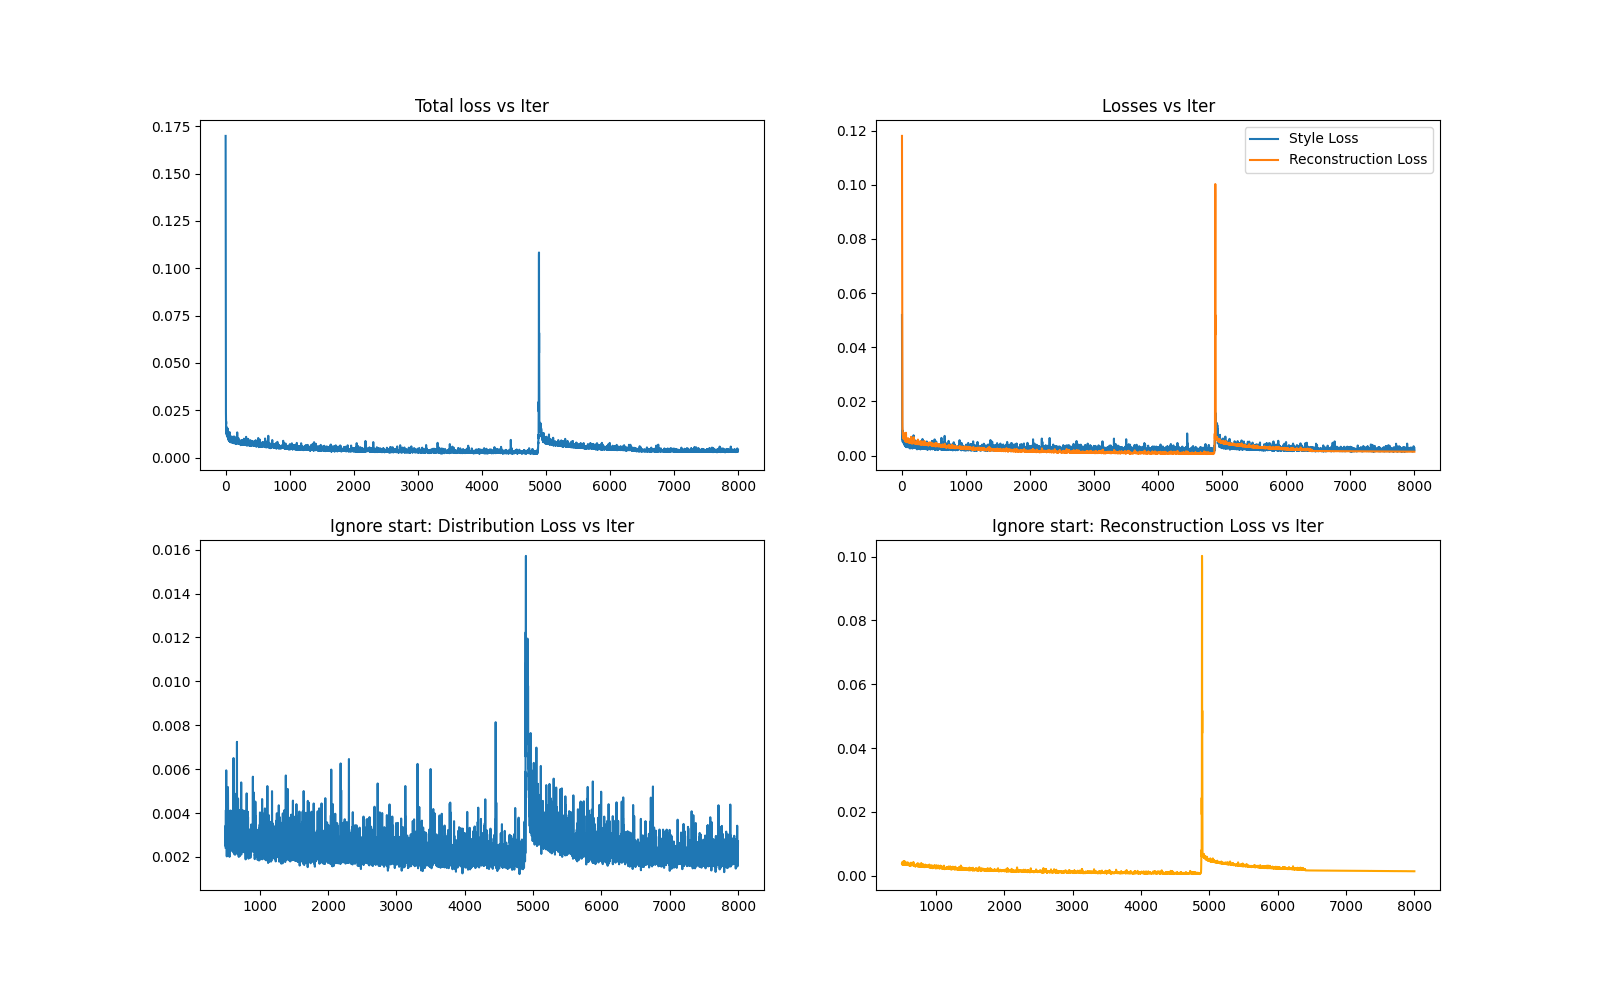 Total loss vs Iter
0.175
0.150
0.125
0.100
0.075
0.050
0.025
0.000
0 1000 2000 3000 4000 5000 6000 7000 8000
Losses vs Iter
Style Loss
Reconstruction Loss
0.12
0.10
0.08
0.06
0.04
0.02
0.00
0 1000 2000 3000 4000 5000 6000 7000 8000
Ignore start: Distribution Loss vs Iter
0.016
0.014
0.012
0.010
0.008
0.006
0.004
0.002
1000 2000 3000 4000 5000 6000 7000 8000
Ignore start: Reconstruction Loss vs Iter
0.10
0.08
0.06
0.04
0.02
0.00
1000 2000 3000 4000 5000 6000 7000 8000